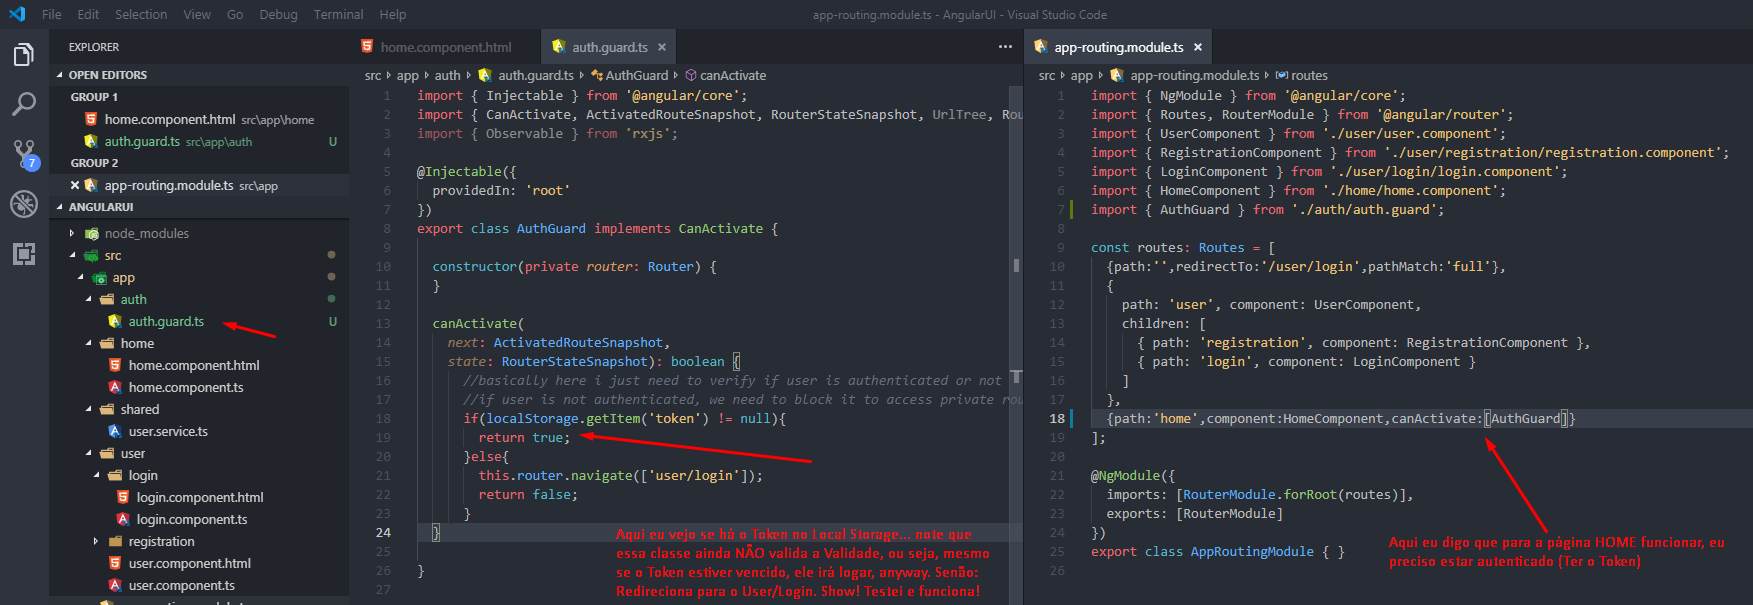 File Edit Selection View Go Debug Terminal Help
app-routing.module.ts - AngularUI - Visual Studio Code
EXPLORER
OPEN EDITORS
GROUP 1
home.component.html src\app\home
auth.guard.ts src\app\auth U
GROUP 2
app-routing.module.ts src\app
ANGULARUI
node_modules
src
app
auth
auth.guard.ts U
home
home.component.html
home.component.ts
shared
user.service.ts
user
login
login.component.html
login.component.ts
registration
user.component.html
user.component.ts
7
home.component.html
auth.guard.ts
src app auth auth.guard.ts AuthGuard canActivate
1 import { Injectable } from '@angular/core';
2 import { CanActivate, ActivatedRouteSnapshot, RouterStateSnapshot, UrlTree, Rou
3 import { Observable } from 'rxjs';
4
5 @Injectable({
6 providedIn: 'root'
7 })
8 export class AuthGuard implements CanActivate {
9
10 constructor(private router: Router) {
11 }
12
13 canActivate(
14 next: ActivatedRouteSnapshot,
15 state: RouterStateSnapshot): boolean {
16 //basically here i just need to verify if user is authenticated or not
17 //if user is not authenticated, we need to block it to access private rou
18 if(localStorage.getItem('token') != null){
19 return true;
20 }else{
21 this.router.navigate(['user/login']);
22 return false;
23 }
24 }
25
26 }
27
Aqui eu vejo se há o Token no Local Storage... note que
essa classe ainda NÃO valida a Validade, ou seja, mesmo
se o Token estiver vencido, ele irá logar, anyway. Senão:
Redireciona para o User/Login. Show! Testei e funciona!
app-routing.module.ts
src app app-routing.module.ts routes
1 import { NgModule } from '@angular/core';
2 import { Routes, RouterModule } from '@angular/router';
3 import { UserComponent } from './user/user.component';
4 import { RegistrationComponent } from './user/registration/registration.component';
5 import { LoginComponent } from './user/login/login.component';
6 import { HomeComponent } from './home/home.component';
7 import { AuthGuard } from './auth/auth.guard';
8
9 const routes: Routes = [
10 {path:'',redirectTo:'/user/login',pathMatch:'full'},
11 {
12 path: 'user', component: UserComponent,
13 children: [
14 { path: 'registration', component: RegistrationComponent },
15 { path: 'login', component: LoginComponent }
16 ]
17 },
18 {path:'home',component:HomeComponent,canActivate:[AuthGuard]}
19 ];
20
21 @NgModule({
22 imports: [RouterModule.forRoot(routes)],
23 exports: [RouterModule]
24 })
25 export class AppRoutingModule { }
26
Aqui eu digo que para a página HOME funcionar, eu
preciso estar autenticado (Ter o Token)